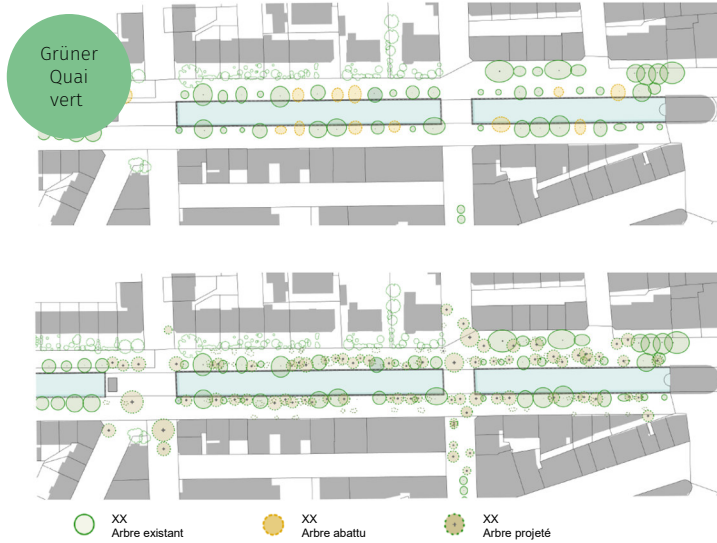 Grüner
Quai
vert
XX
Arbre existant
XX
Arbre abattu
XX
Arbre projeté